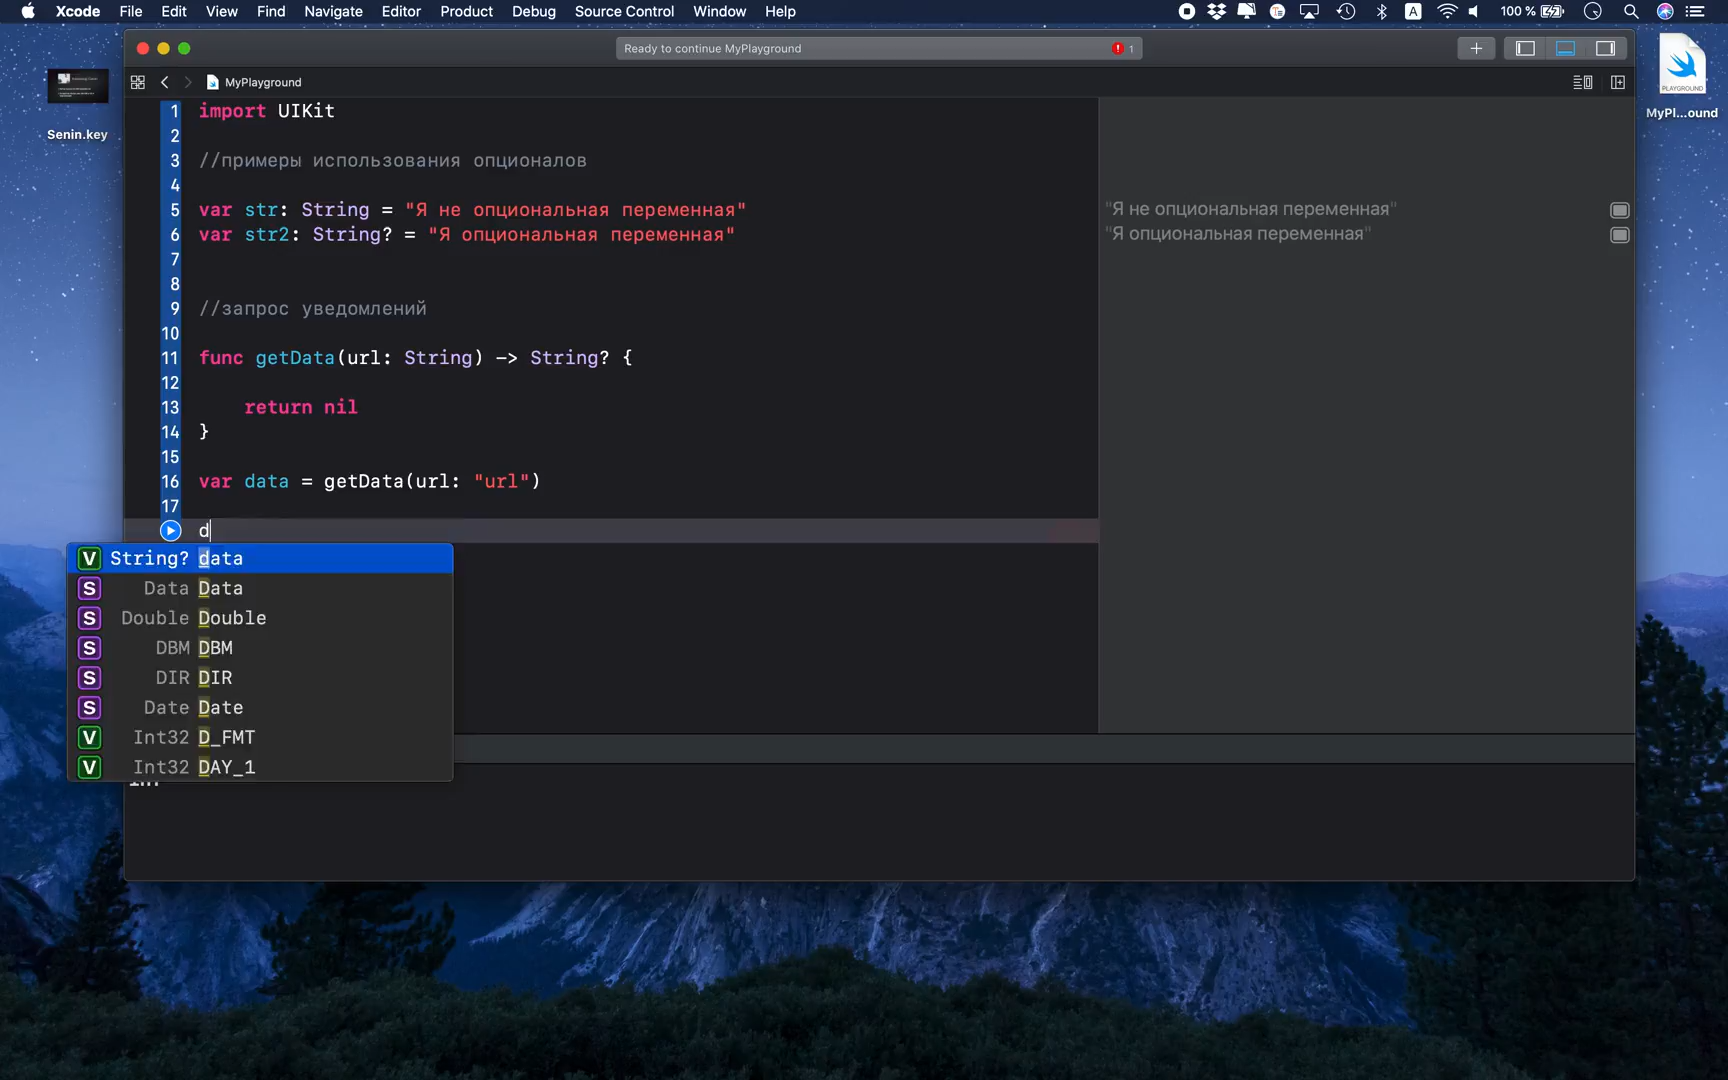 Xcode File Edit View Find Navigate Editor Product Debug Source Control Window Help A 100 %
Ready to continue MyPlayground 1
MyPlayground
Senin.key
PLAYGROUND
MyPl...ound
1 import UIKit
2
3 //примеры использования опционалов
4
5 var str: String = "Я не опциональная переменная"
"Я не опциональная переменная"
6 var str2: String? = "Я опциональная переменная"
"Я опциональная переменная"
7
8
9 //запрос уведомлений
10
11 func getData(url: String) -> String? {
12
13 return nil
14 }
15
16 var data = getData(url: "url")
17
d
V String? data
S Data Data
S Double Double
S DBM DBM
S DIR DIR
S Date Date
V Int32 D_FMT
V Int32 DAY_1